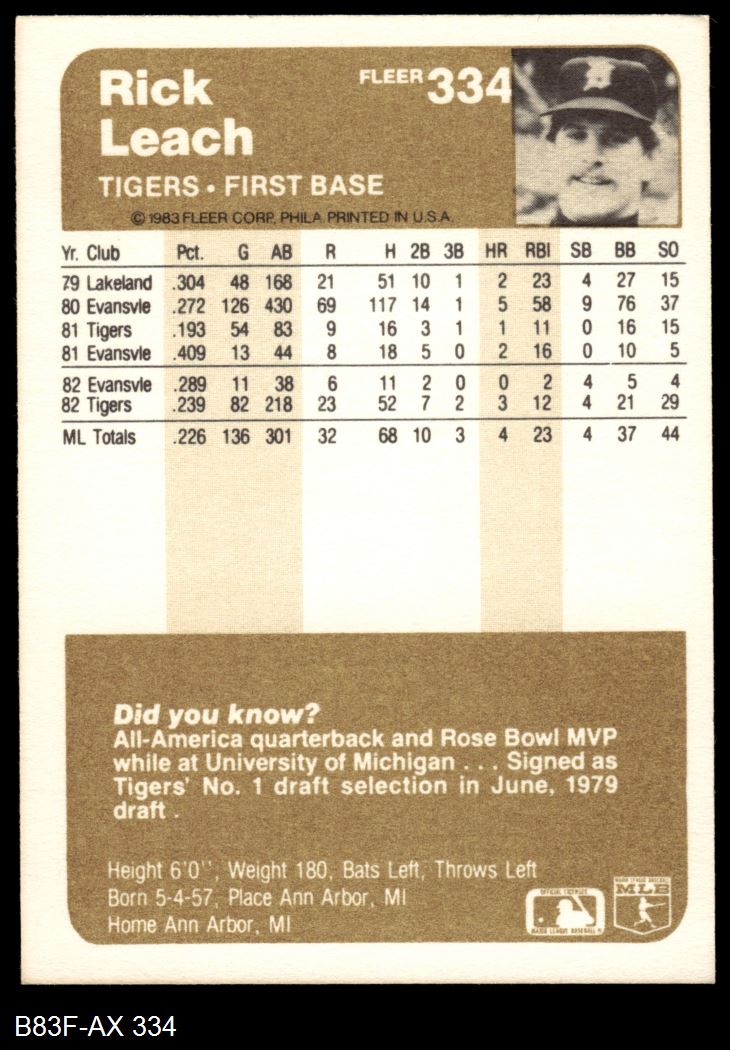 Rick
Leach
FLEER 334
TIGERS • FIRST BASE
© 1983 FLEER CORP, PHILA. PRINTED IN U.S.A.
Yr. Club Pct. G AB R H 2B 3B HR RBI SB BB SO
79 Lakeland .304 48 168 21 51 10 1 2 23 4 27 15
80 Evansvle .272 126 430 69 117 14 1 5 58 9 76 37
81 Tigers .193 54 83 9 16 3 1 1 11 0 16 15
81 Evansvle .409 13 44 8 18 5 0 2 16 0 10 5
82 Evansvle .289 11 38 6 11 2 0 0 2 4 5 4
82 Tigers .239 82 218 23 52 7 2 3 12 4 21 29
ML Totals .226 136 301 32 68 10 3 4 23 4 37 44
Did you know?
All-America quarterback and Rose Bowl MVP
while at University of Michigan . . . Signed as
Tigers' No. 1 draft selection in June, 1979
draft .
Height 6'0'', Weight 180, Bats Left, Throws Left
Born 5-4-57, Place Ann Arbor, MI
Home Ann Arbor, MI
OFFICIAL LICENSEE
MAJOR LEAGUE BASEBALL
MAJOR LEAGUE BASEBALL
MLB
B83F-AX 334